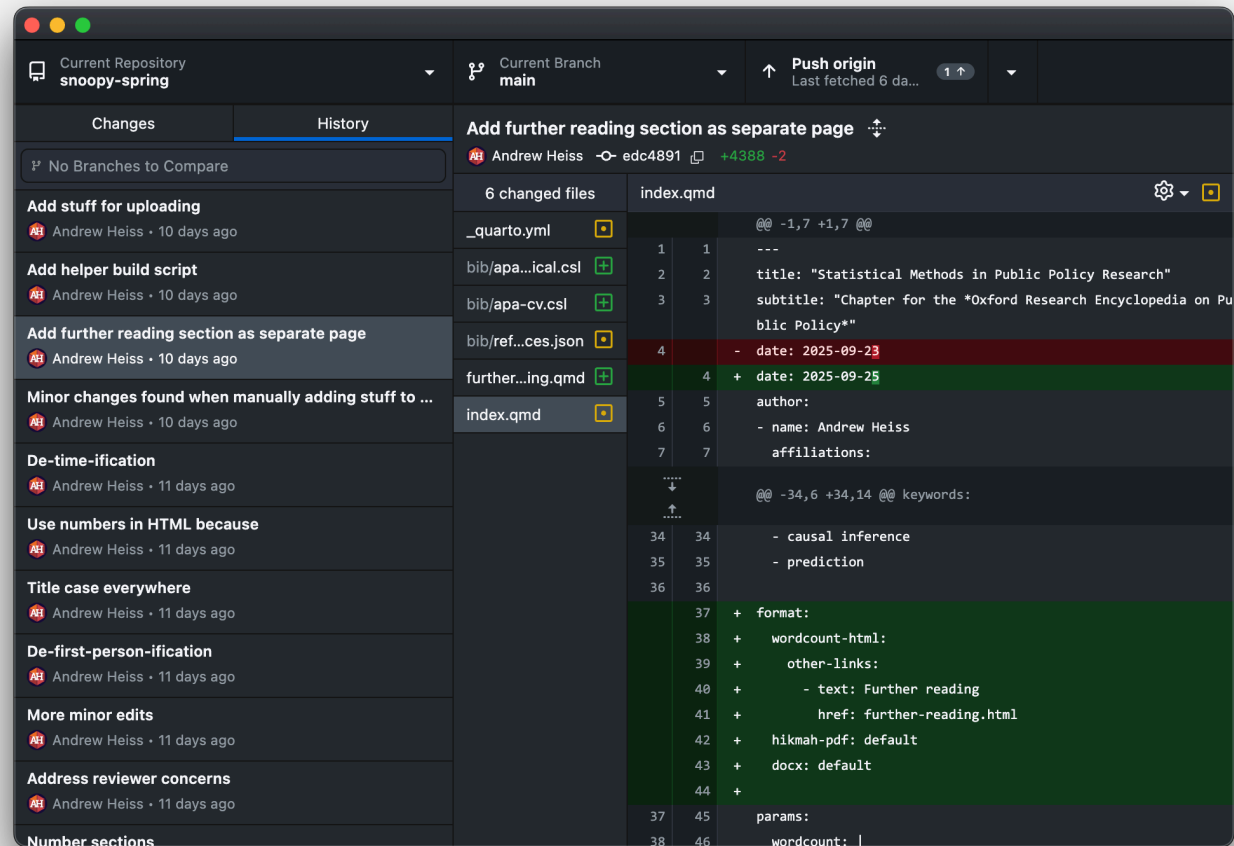 Current Repository
snoopy-spring
Current Branch
main
Push origin
Last fetched 6 da...
1
Changes
History
No Branches to Compare
Add stuff for uploading
AH Andrew Heiss • 10 days ago
Add helper build script
AH Andrew Heiss • 10 days ago
Add further reading section as separate page
AH Andrew Heiss • 10 days ago
Minor changes found when manually adding stuff to ...
AH Andrew Heiss • 10 days ago
De-time-ification
AH Andrew Heiss • 11 days ago
Use numbers in HTML because
AH Andrew Heiss • 11 days ago
Title case everywhere
AH Andrew Heiss • 11 days ago
De-first-person-ification
AH Andrew Heiss • 11 days ago
More minor edits
AH Andrew Heiss • 11 days ago
Address reviewer concerns
AH Andrew Heiss • 11 days ago
Number sections
Add further reading section as separate page
AH Andrew Heiss edc4891 +4388 -2
6 changed files
_quarto.yml
bib/apa...ical.csl
bib/apa-cv.csl
bib/ref...ces.json
further...ing.qmd
index.qmd
index.qmd
@@ -1,7 +1,7 @@
1 1 ---
2 2 title: "Statistical Methods in Public Policy Research"
3 3 subtitle: "Chapter for the *Oxford Research Encyclopedia on Pu
blic Policy*"
4 - date: 2025-09-23
4 + date: 2025-09-25
5 5 author:
6 6 - name: Andrew Heiss
7 7 affiliations:
@@ -34,6 +34,14 @@ keywords:
34 34 - causal inference
35 35 - prediction
36 36
37 + format:
38 + wordcount-html:
39 + other-links:
40 + - text: Further reading
41 + href: further-reading.html
42 + hikmah-pdf: default
43 + docx: default
44 +
37 45 params:
38 46 wordcount: |